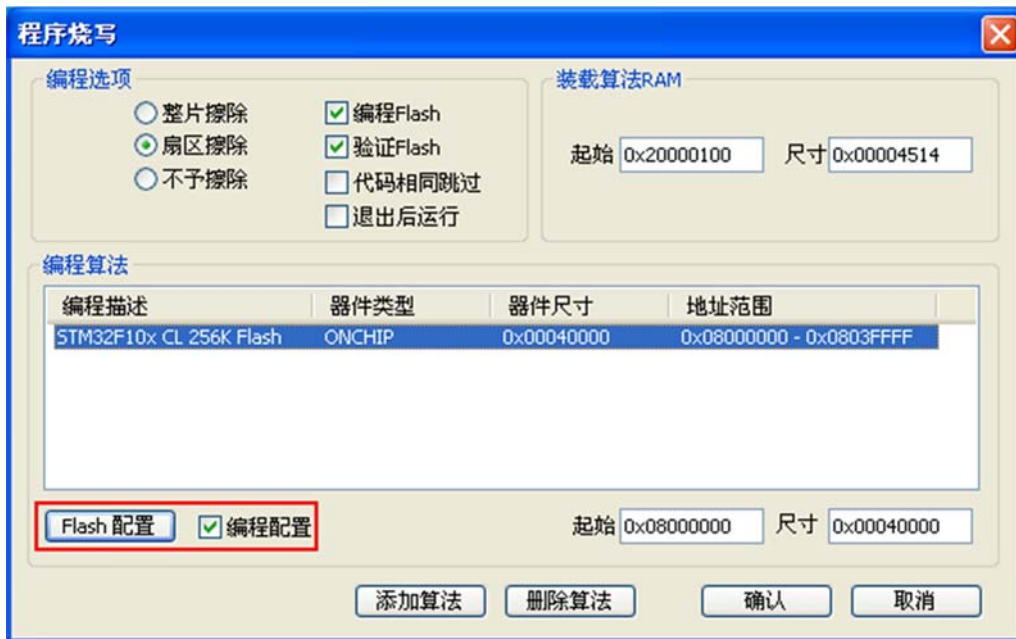 程序烧写
编程选项
整片擦除
编程Flash
扇区擦除
验证Flash
不予擦除
代码相同跳过
退出后运行
装载算法RAM
起始 0x20000100 尺寸 0x00004514
编程算法
编程描述 器件类型 器件尺寸 地址范围
STM32F10x CL 256K Flash ONCHIP 0x00040000 0x08000000 - 0x0803FFFF
Flash 配置 编程配置 起始 0x08000000 尺寸 0x00040000
添加算法 删除算法 确认 取消